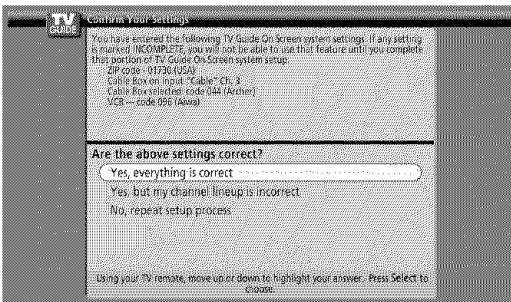 TV
GUIDE
Confirm Your Settings
You have entered the following TV Guide On Screen system settings. If any setting
is marked INCOMPLETE, you will not be able to use that feature until you complete
that portion of TV Guide On Screen system setup.
ZIP code - 01730 (USA)
Cable Box on input "Cable" Ch. 3
Cable Box selected: code 044 (Archer)
VCR --- code 096 (Aiwa)
Are the above settings correct?
Yes, everything is correct
Yes, but my channel lineup is incorrect
No, repeat setup process
Using your TV remote, move up or down to highlight your answer. Press Select to
choose.